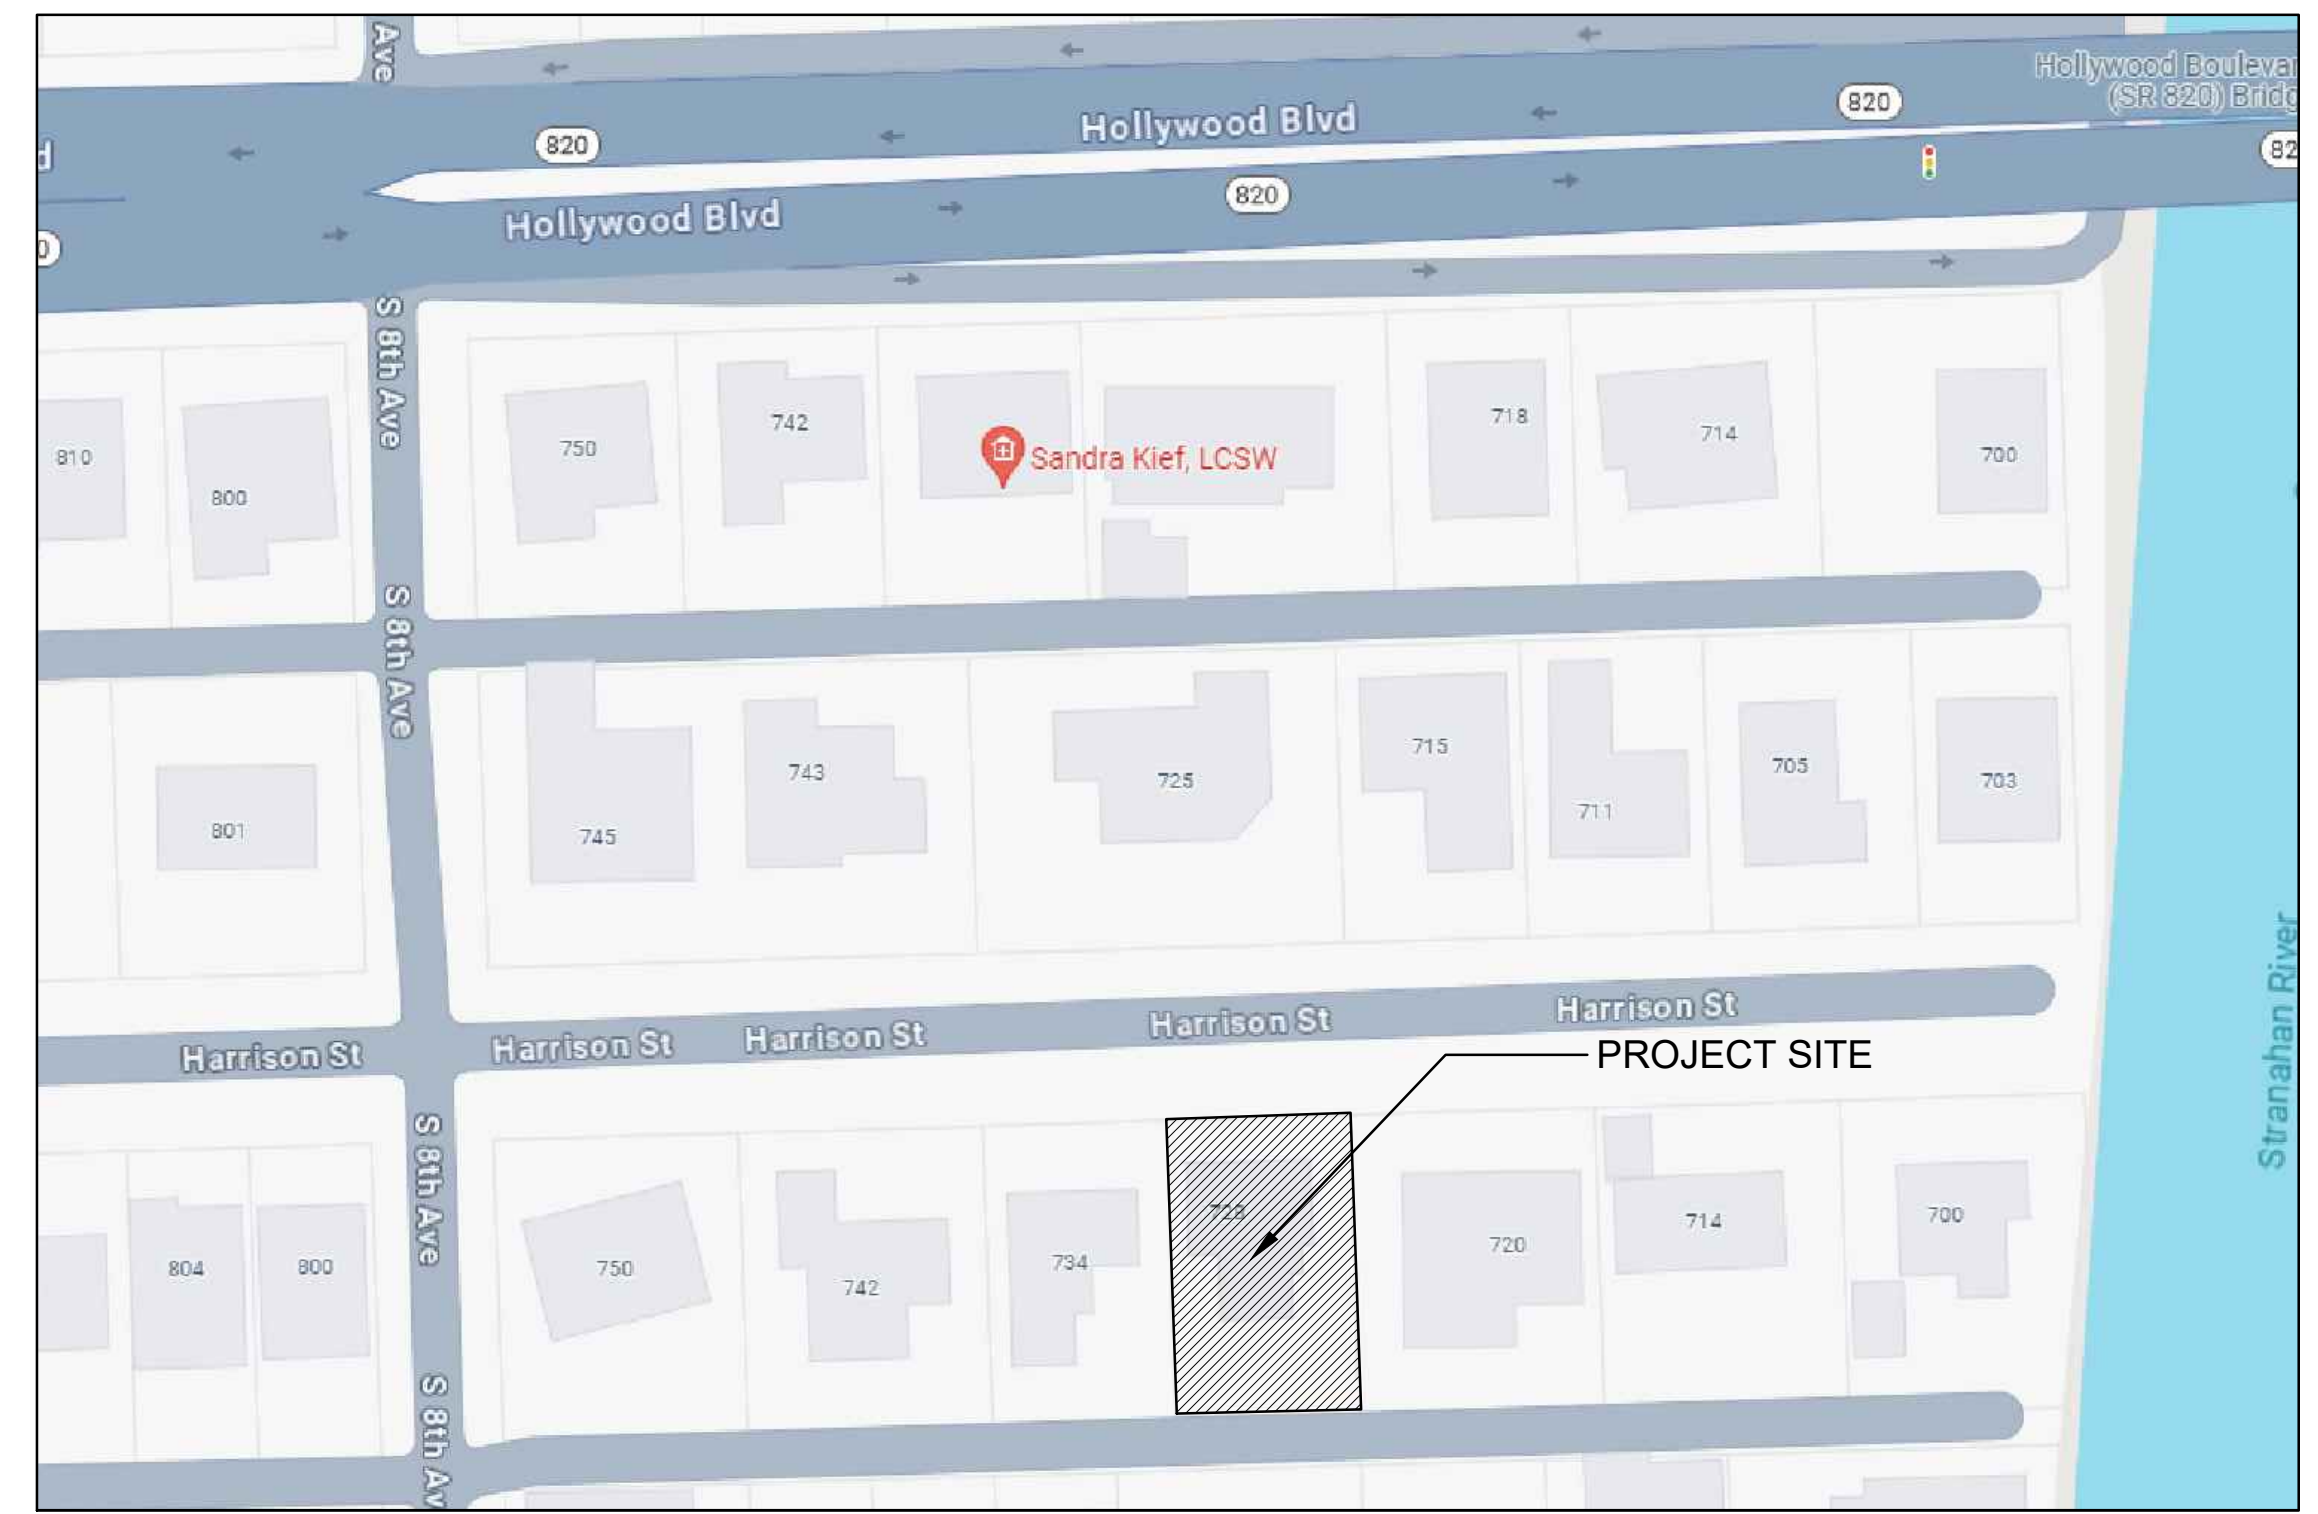 Ave
Hollywood Boulevar
(SR 820) Bridg
820
Hollywood Blvd
820
d
82
820
Hollywood Blvd
0
S 8th Ave
742
718
714
750
810
Sandra Kief, LCSW
700
800
S 8th Ave
715
743
705
725
703
711
801
745
Stranahan River
Harrison St
Harrison St
Harrison St
Harrison St
Harrison St
PROJECT SITE
S 8th Ave
728
700
714
720
734
804
800
750
742
S 8th Av